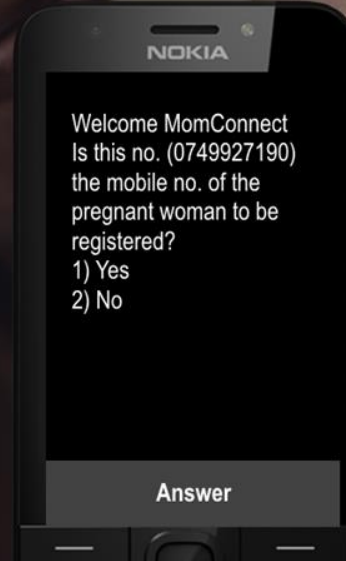 NOKIA
Welcome MomConnect
Is this no. (0749927190)
the mobile no. of the
pregnant woman to be
registered?
1) Yes
2) No
Answer